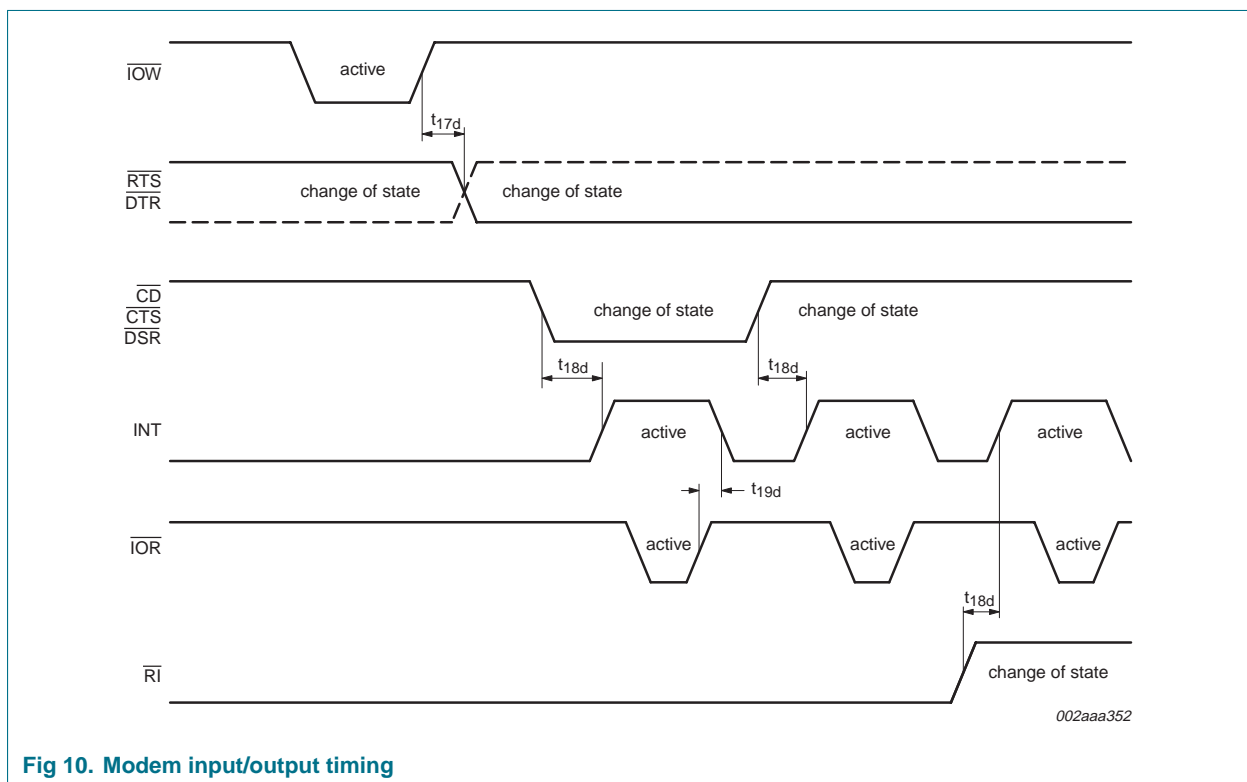 IOW
active
t17d
RTS
DTR
change of state
change of state
CD
CTS
DSR
change of state
change of state
t18d
t18d
INT
active
active
active
t19d
IOR
active
active
active
t18d
RI
change of state
002aaa352
Fig 10. Modem input/output timing